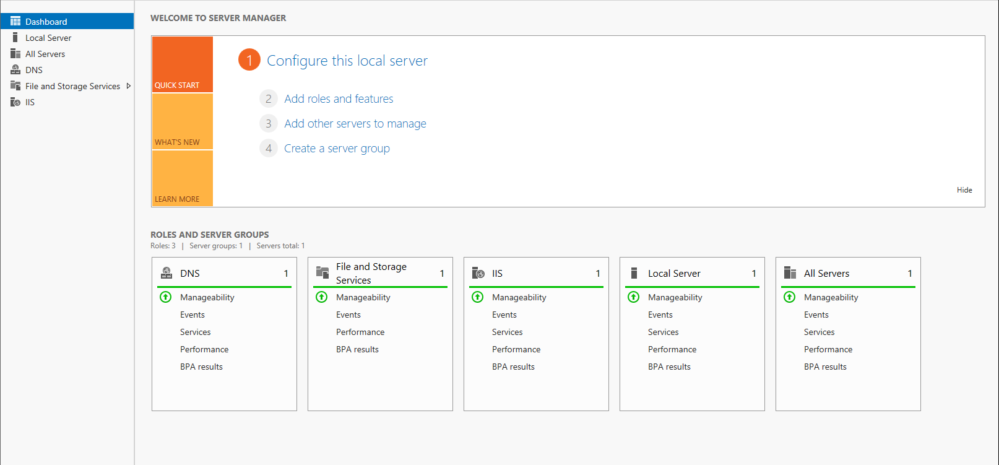 Dashboard
Local Server
All Servers
DNS
File and Storage Services
IIS
WELCOME TO SERVER MANAGER
QUICK START
WHAT'S NEW
LEARN MORE
1 Configure this local server
2 Add roles and features
3 Add other servers to manage
4 Create a server group
Hide
ROLES AND SERVER GROUPS
Roles: 3 | Server groups: 1 | Servers total: 1
DNS 1
Manageability
Events
Services
Performance
BPA results
File and Storage
Services 1
Manageability
Events
Performance
BPA results
IIS 1
Manageability
Events
Services
Performance
BPA results
Local Server 1
Manageability
Events
Services
Performance
BPA results
All Servers 1
Manageability
Events
Services
Performance
BPA results